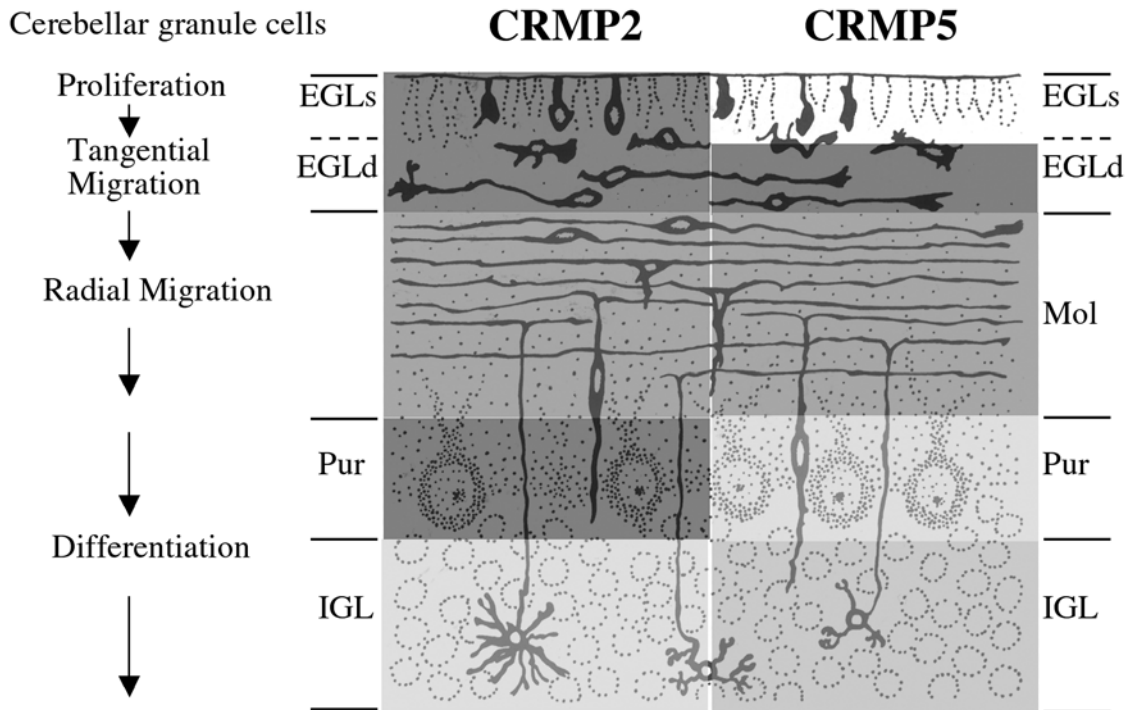 Cerebellar granule cells
CRMP2
CRMP5
Proliferation
EGLs
EGLs
Tangential
Migration
EGLd
EGLd
Radial Migration
Mol
Pur
Pur
Differentiation
IGL
IGL